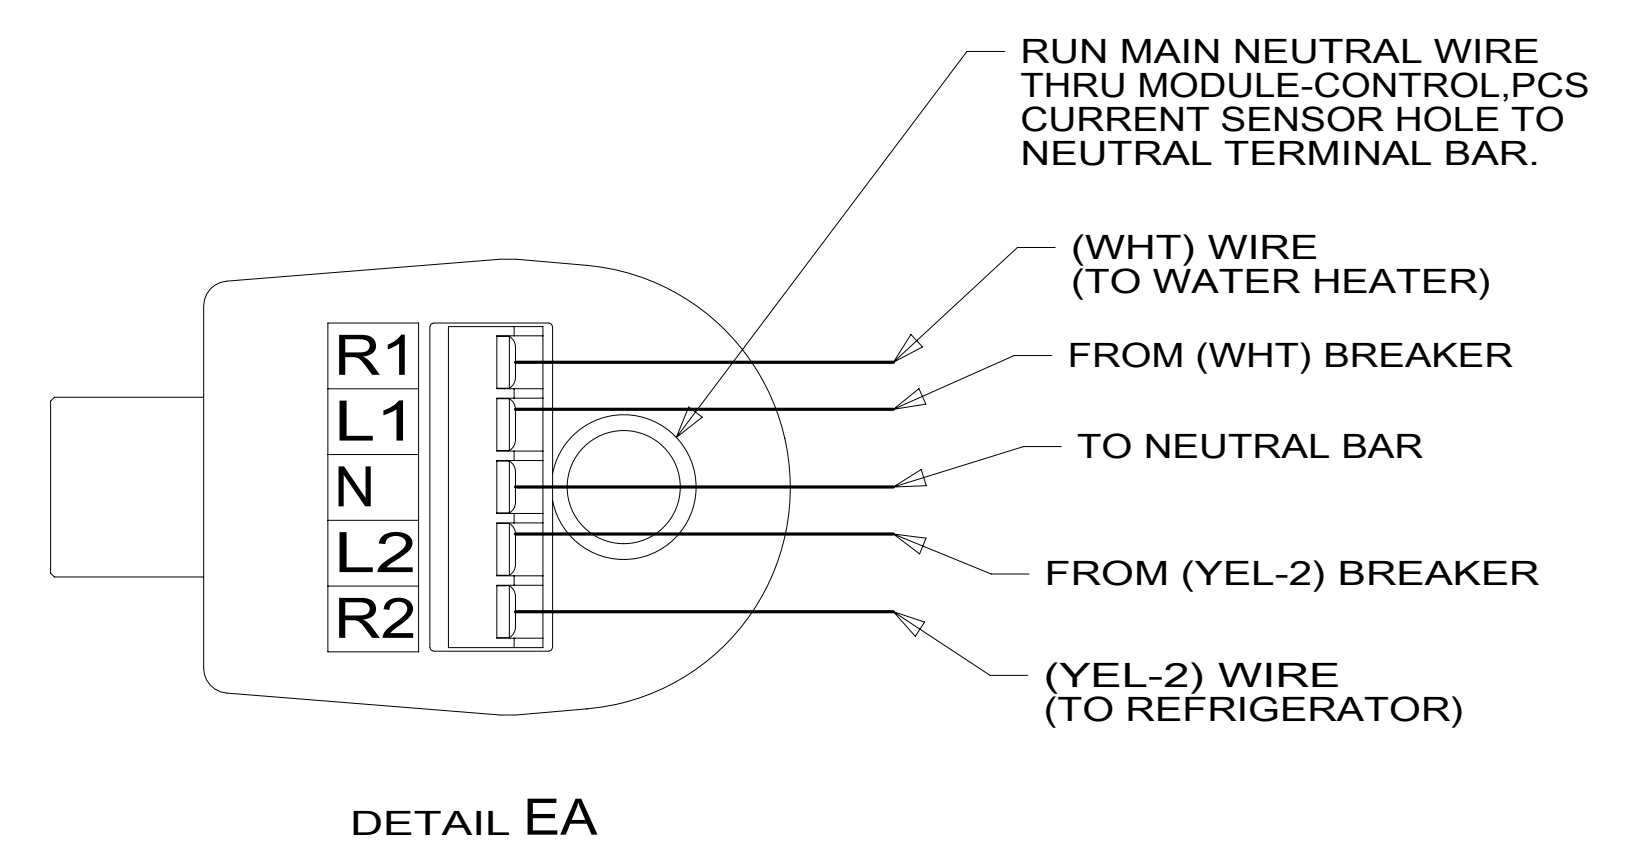 RUN MAIN NEUTRAL WIRE
THRU MODULE-CONTROL,PCS
CURRENT SENSOR HOLE TO
NEUTRAL TERMINAL BAR.
(WHT) WIRE
(TO WATER HEATER)
R1
FROM (WHT) BREAKER
L1
TO NEUTRAL BAR
N
L2
FROM (YEL-2) BREAKER
R2
(YEL-2) WIRE
(TO REFRIGERATOR)
DETAIL EA